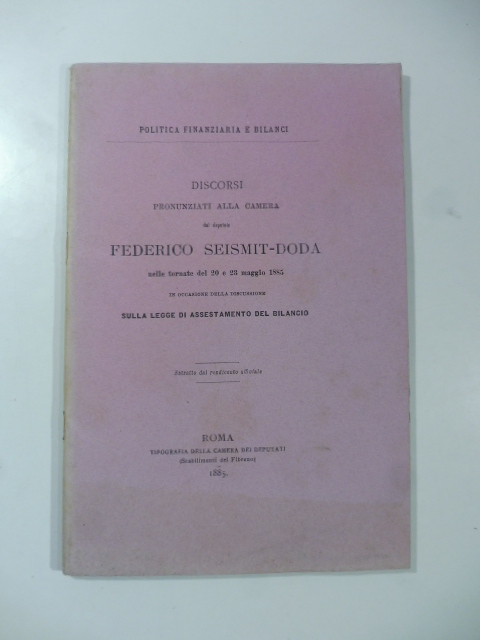 POLITICA FINANZIARIA E BILANCI
DISCORSI
PRONUNZIATI ALLA CAMERA
dal deputato
FEDERICO SEISMIT-DODA
nelle tornate del 20 e 23 maggio 1885
IN OCCASIONE DELLA DISCUSSIONE
SULLA LEGGE DI ASSESTAMENTO DEL BILANCIO
Estratto dal rendiconto ufficiale
ROMA
TIPOGRAFIA DELLA CAMERA DEI DEPUTATI
(Stabilimenti del Fibreno)
1885.